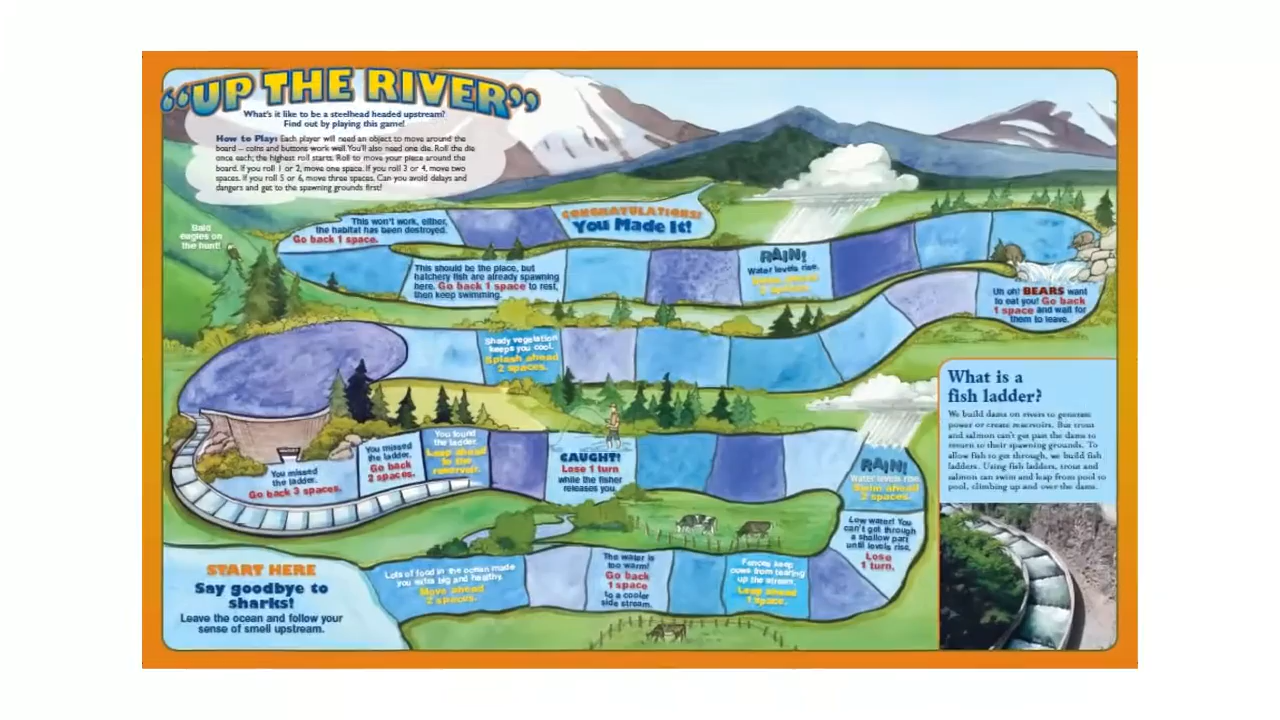 "UP THE RIVER"
What's it like to be a steelhead headed upstream?
Find out by playing this game!
How to Play: Each player will need an object to move around the
board – coins and buttons work well. You'll also need one die. Roll the die
once each; the highest roll starts. Roll to move your piece around the
board. If you roll 1 or 2, move one space. If you roll 3 or 4, move two
spaces. If you roll 5 or 6, move three spaces. Can you avoid delays and
dangers and get to the spawning grounds first?
Bald
eagles on
the hunt!
This won't work, either,
the habitat has been destroyed.
Go back 1 space.
CONGRATULATIONS!
You Made It!
This should be the place, but
hatchery fish are already spawning
here. Go back 1 space to rest,
then keep swimming.
RAIN!
Water levels rise.
Swim ahead
2 spaces.
Uh oh! BEARS want
to eat you! Go back
1 space and wait for
them to leave.
Shady vegetation
keeps you cool.
Splash ahead
2 spaces.
You missed
the ladder.
Go back 3 spaces.
You missed
the ladder.
Go back
2 spaces.
You found
the ladder.
Leap ahead
to the
reservoir.
CAUGHT!
Lose 1 turn
while the fisher
releases you.
RAIN!
Water levels rise.
Swim ahead
2 spaces.
Low water! You
can't get through
a shallow part
until levels rise.
Lose
1 turn.
Fences keep
cows from tearing
up the stream.
Leap ahead
1 space.
The water is
too warm!
Go back
1 space
to a cooler
side stream.
Lots of food in the ocean made
you extra big and healthy.
Move ahead
2 spaces.
START HERE
Say goodbye to
sharks!
Leave the ocean and follow your
sense of smell upstream.
What is a
fish ladder?
We build dams on rivers to generate
power or create reservoirs. But trout
and salmon can't get past the dams to
return to their spawning grounds. To
allow fish to get through, we build fish
ladders. Using fish ladders, trout and
salmon can swim and leap from pool to
pool, climbing up and over the dams.